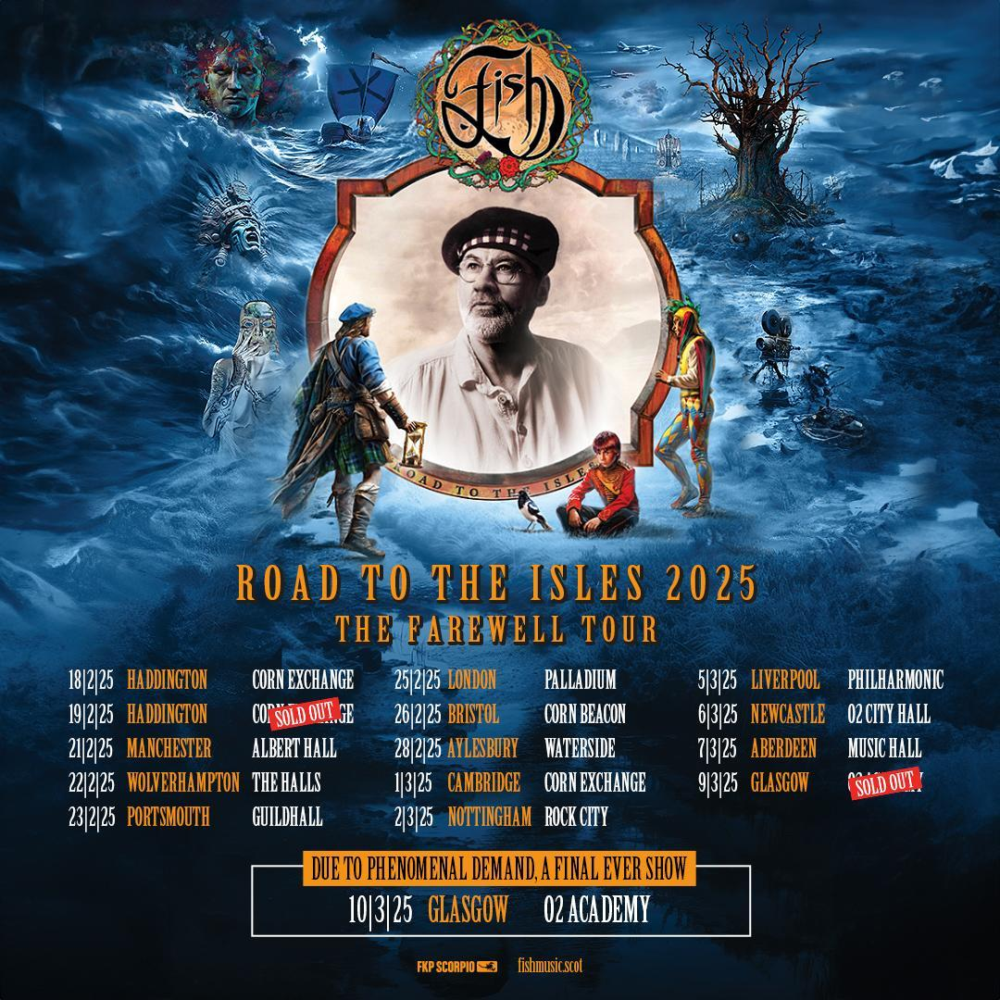 Fish
ROAD TO THE ISLES
ROAD TO THE ISLES 2025
THE FAREWELL TOUR
18|2|25 HADDINGTON CORN EXCHANGE
19|2|25 HADDINGTON SOLD OUT
21|2|25 MANCHESTER ALBERT HALL
22|2|25 WOLVERHAMPTON THE HALLS
23|2|25 PORTSMOUTH GUILDHALL
25|2|25 LONDON PALLADIUM
26|2|25 BRISTOL CORN BEACON
28|2|25 AYLESBURY WATERSIDE
1|3|25 CAMBRIDGE CORN EXCHANGE
2|3|25 NOTTINGHAM ROCK CITY
5|3|25 LIVERPOOL PHILHARMONIC
6|3|25 NEWCASTLE O2 CITY HALL
7|3|25 ABERDEEN MUSIC HALL
9|3|25 GLASGOW SOLD OUT
DUE TO PHENOMENAL DEMAND, A FINAL EVER SHOW
10|3|25 GLASGOW O2 ACADEMY
FKP SCORPIO fishmusic.scot